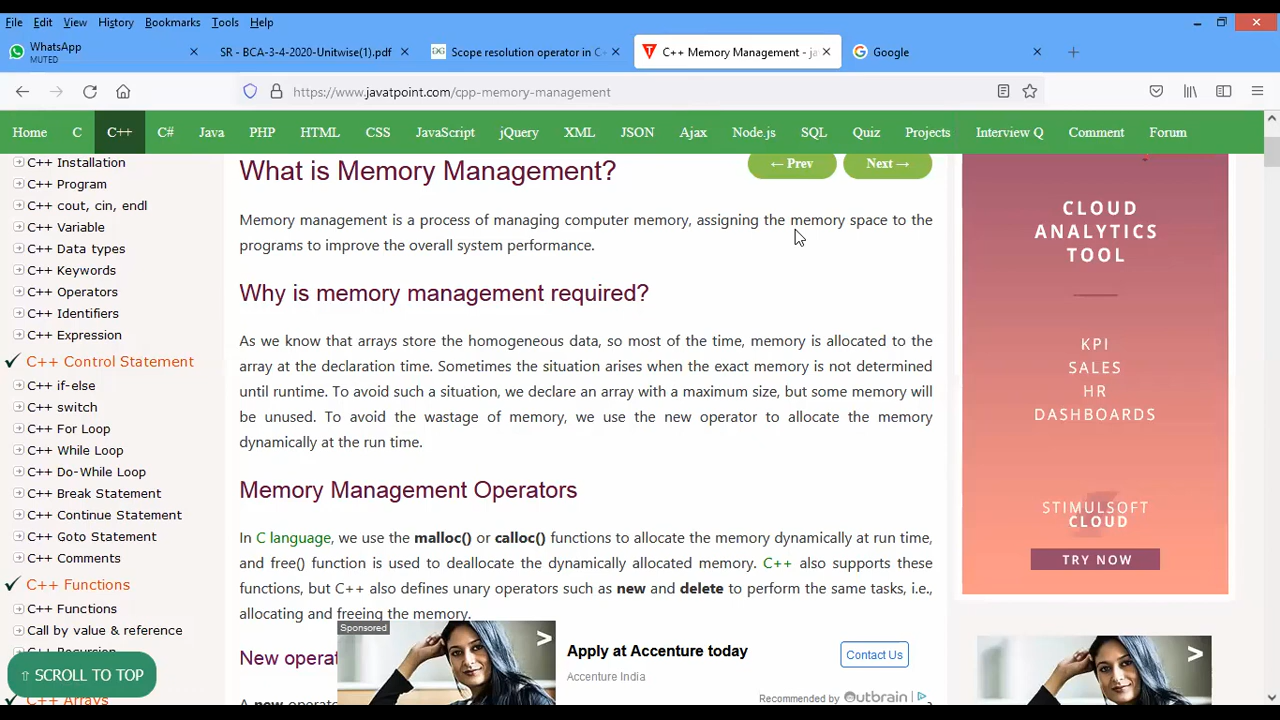 File Edit View History Bookmarks Tools Help
WhatsApp
MUTED
SR - BCA-3-4-2020-Unitwise(1).pdf
Scope resolution operator in C+
C++ Memory Management - ja
Google
https://www.javatpoint.com/cpp-memory-management
Home C C++ C# Java PHP HTML CSS JavaScript jQuery XML JSON Ajax Node.js SQL Quiz Projects Interview Q Comment Forum
C++ Installation
C++ Program
C++ cout, cin, endl
C++ Variable
C++ Data types
C++ Keywords
C++ Operators
C++ Identifiers
C++ Expression
C++ Control Statement
C++ if-else
C++ switch
C++ For Loop
C++ While Loop
C++ Do-While Loop
C++ Break Statement
C++ Continue Statement
C++ Goto Statement
C++ Comments
C++ Functions
C++ Functions
Call by value & reference
C++ Recursion
⇧ SCROLL TO TOP
C++ Arrays
What is Memory Management?
← Prev
Next →
Memory management is a process of managing computer memory, assigning the memory space to the
programs to improve the overall system performance.
Why is memory management required?
As we know that arrays store the homogeneous data, so most of the time, memory is allocated to the
array at the declaration time. Sometimes the situation arises when the exact memory is not determined
until runtime. To avoid such a situation, we declare an array with a maximum size, but some memory will
be unused. To avoid the wastage of memory, we use the new operator to allocate the memory
dynamically at the run time.
Memory Management Operators
In C language, we use the malloc() or calloc() functions to allocate the memory dynamically at run time,
and free() function is used to deallocate the dynamically allocated memory. C++ also supports these
functions, but C++ also defines unary operators such as new and delete to perform the same tasks, i.e.,
allocating and freeing the memory.
New operat
A new operat
Sponsored
Apply at Accenture today
Accenture India
Contact Us
Recommended by Outbrain
CLOUD
ANALYTICS
TOOL
KPI
SALES
HR
DASHBOARDS
STIMULSOFT
CLOUD
TRY NOW